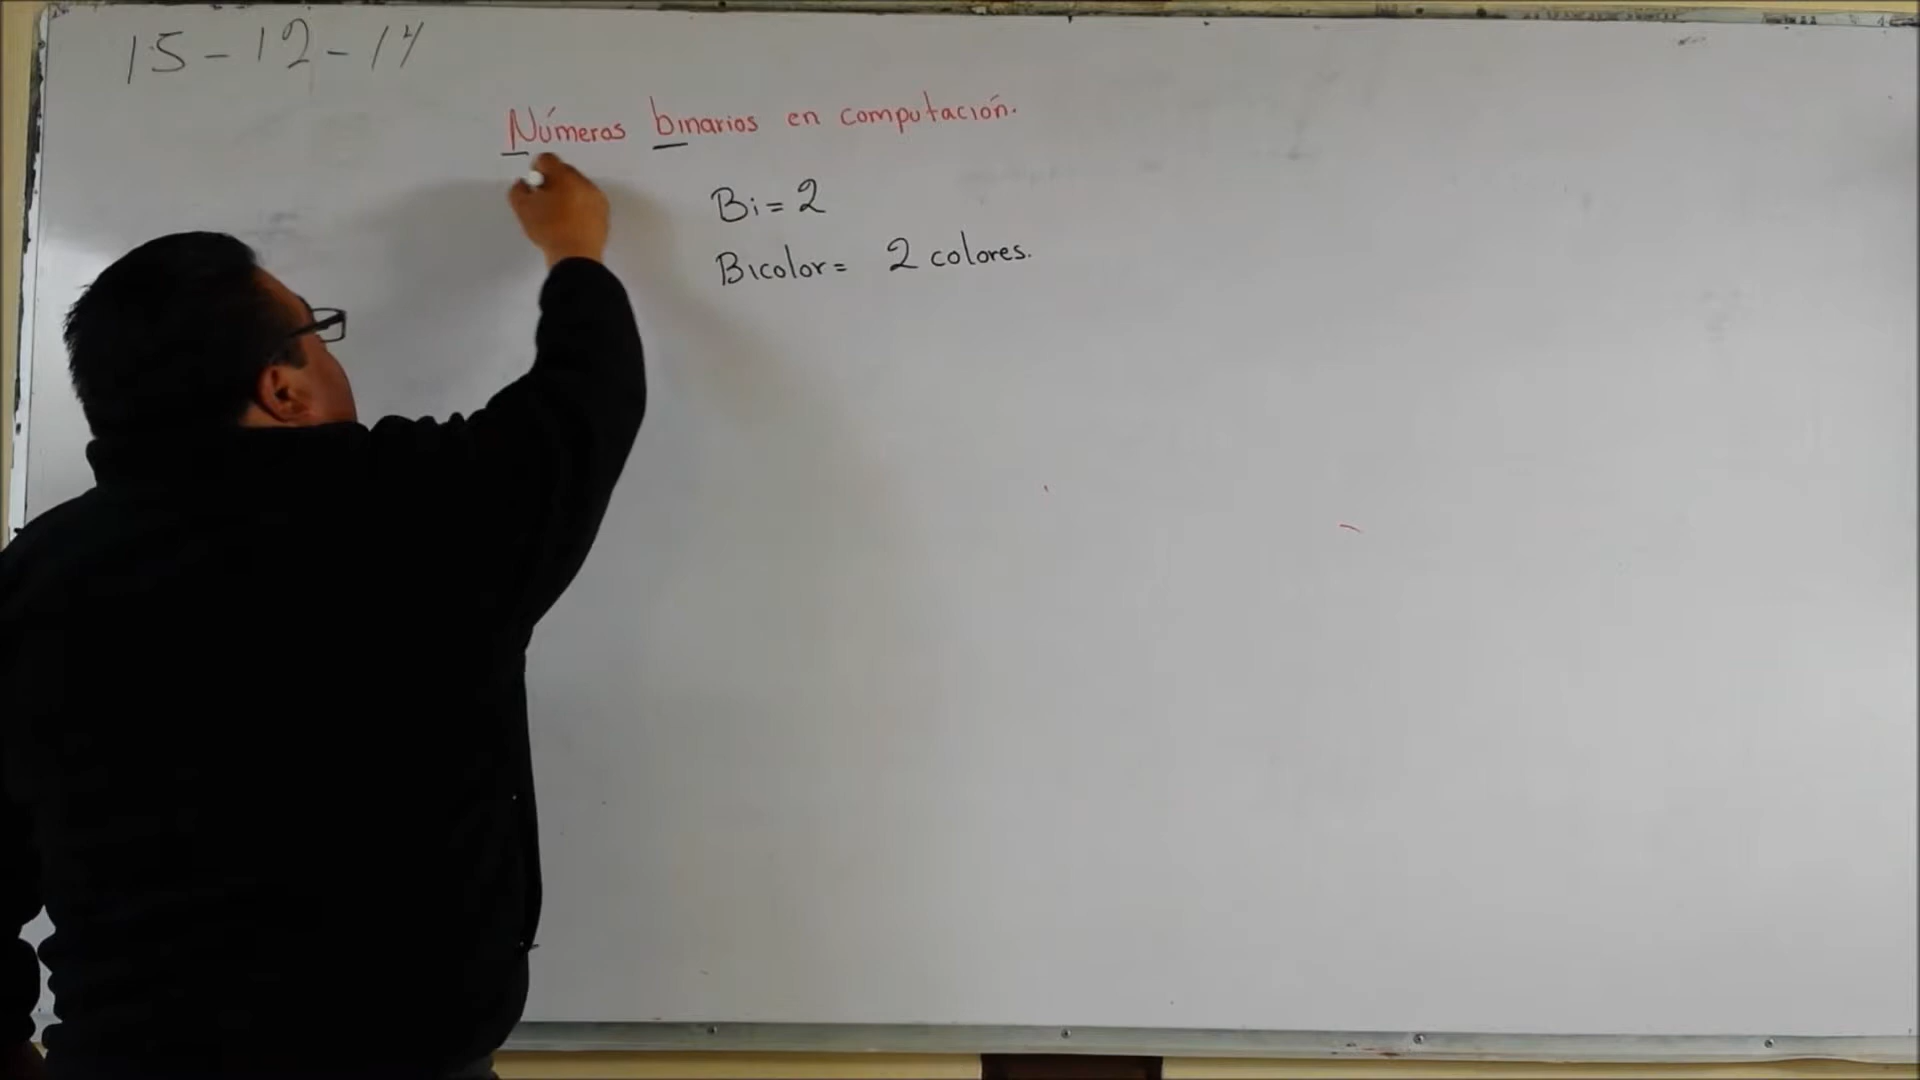 15-12-14
Números binarios en computación.
Bi = 2
Bicolor = 2 colores.